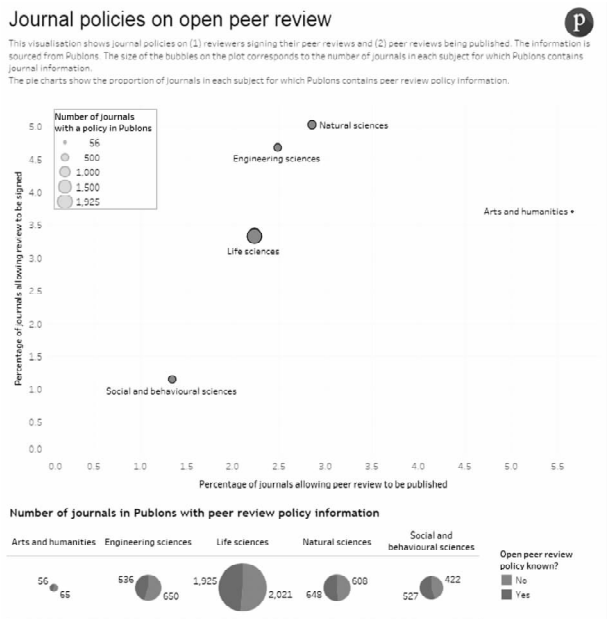 Journal policies on open peer review
p
This visualisation shows journal policies on (1) reviewers signing their peer reviews and (2) peer reviews being published. The information is
sourced from Publons. The size of the bubbles on the plot corresponds to the number of journals in each subject for which Publons contains
journal information.
The pie charts show the proportion of journals in each subject for which Publons contains peer review policy information.
Number of journals
with a policy in Publons
56
500
1,000
1,500
1,925
Percentage of journals allowing review to be signed
5.0
4.5
4.0
3.5
3.0
2.5
2.0
1.5
1.0
0.5
0.0
Natural sciences
Engineering sciences
Arts and humanities
Life sciences
Social and behavioural sciences
0.0 0.5 1.0 1.5 2.0 2.5 3.0 3.5 4.0 4.5 5.0 5.5
Percentage of journals allowing peer review to be published
Number of journals in Publons with peer review policy information
Arts and humanities Engineering sciences Life sciences Natural sciences Social and
behavioural sciences
56 65
536 650
1,925 2,021
648 608
527 422
Open peer review
policy known?
No
Yes